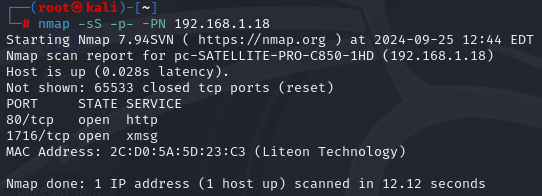 ┌──(root㉿kali)-[~]
└─# nmap -sS -p- -PN 192.168.1.18
Starting Nmap 7.94SVN ( https://nmap.org ) at 2024-09-25 12:44 EDT
Nmap scan report for pc-SATELLITE-PRO-C850-1HD (192.168.1.18)
Host is up (0.028s latency).
Not shown: 65533 closed tcp ports (reset)
PORT     STATE SERVICE
80/tcp   open  http
1716/tcp open  xmsg
MAC Address: 2C:D0:5A:5D:23:C3 (Liteon Technology)

Nmap done: 1 IP address (1 host up) scanned in 12.12 seconds